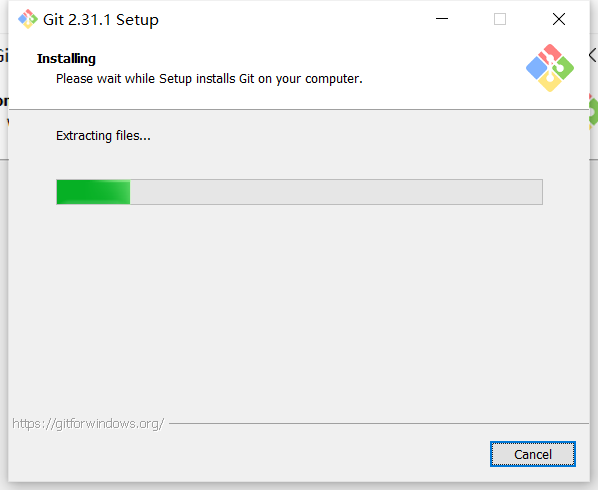 Git 2.31.1 Setup
Installing
Please wait while Setup installs Git on your computer.
Extracting files...
https://gitforwindows.org/
Cancel